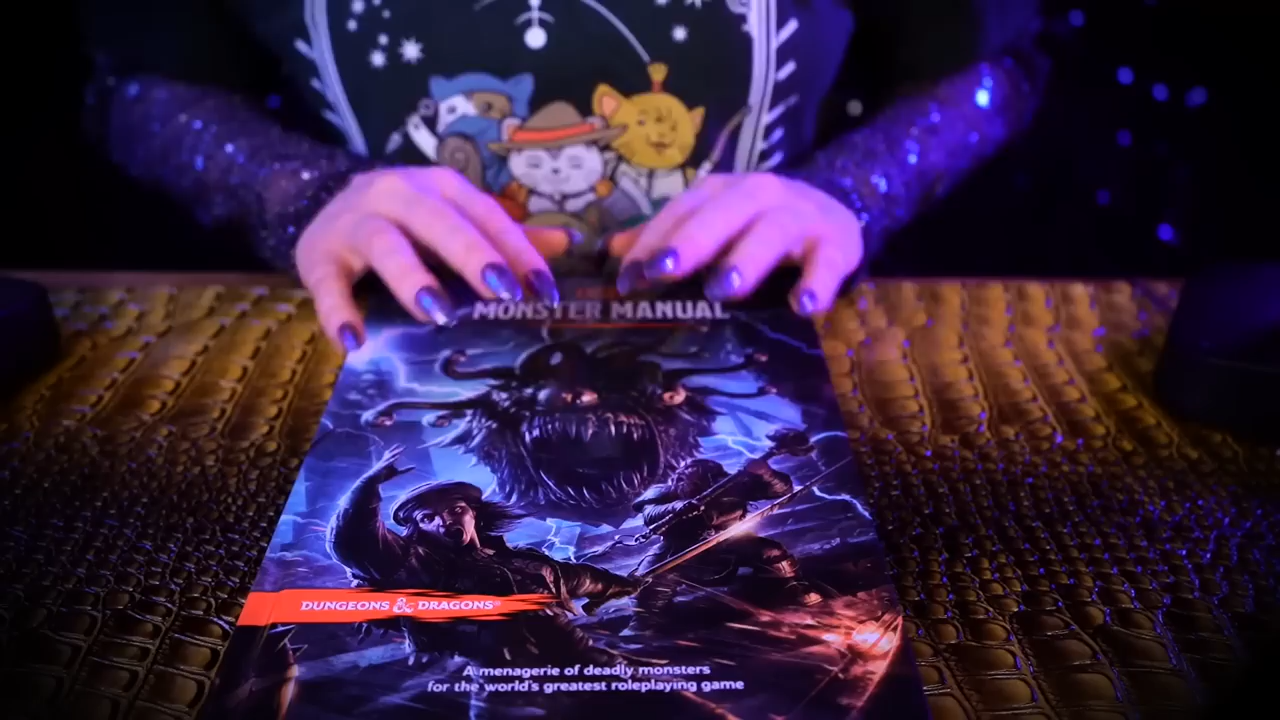 MONSTER MANUAL
DUNGEONS & DRAGONS®
A menagerie of deadly monsters
for the world's greatest roleplaying game